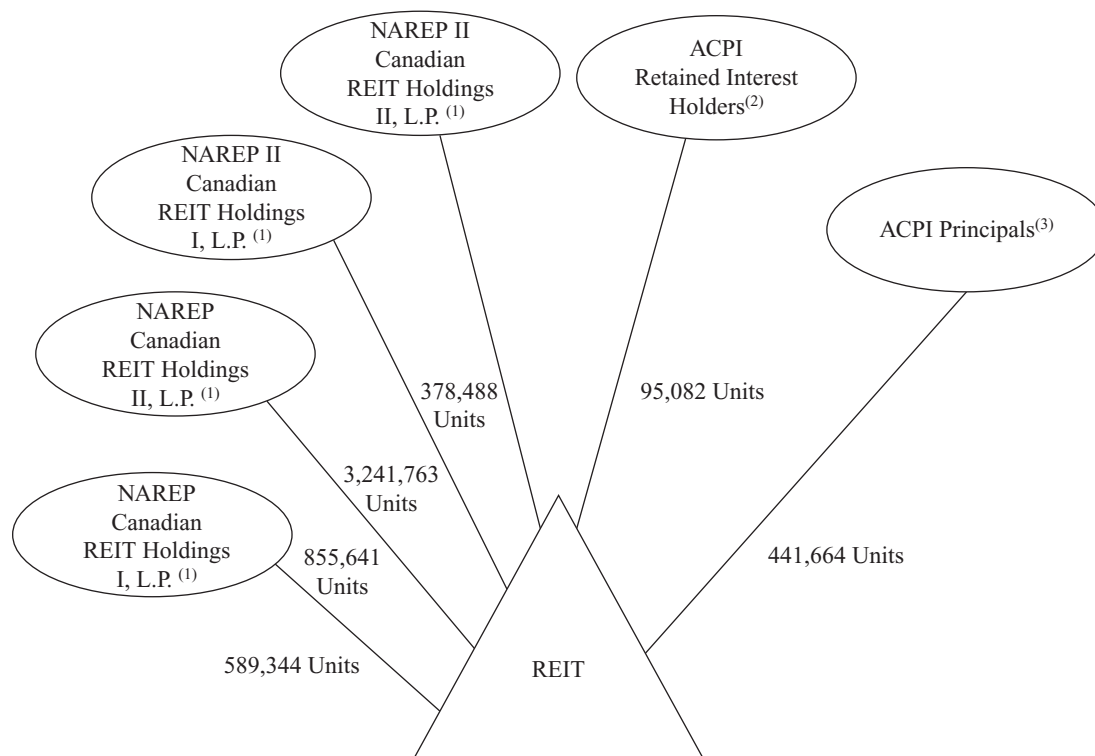 NAREP II
Canadian
REIT Holdings
II, L.P. (1)
ACPI
Retained Interest
Holders(2)
NAREP II
Canadian
REIT Holdings
I, L.P. (1)
ACPI Principals(3)
NAREP
Canadian
REIT Holdings
II, L.P. (1)
378,488
Units
95,082 Units
3,241,763
Units
NAREP
Canadian
REIT Holdings
I, L.P. (1)
855,641
Units
441,664 Units
589,344 Units
REIT